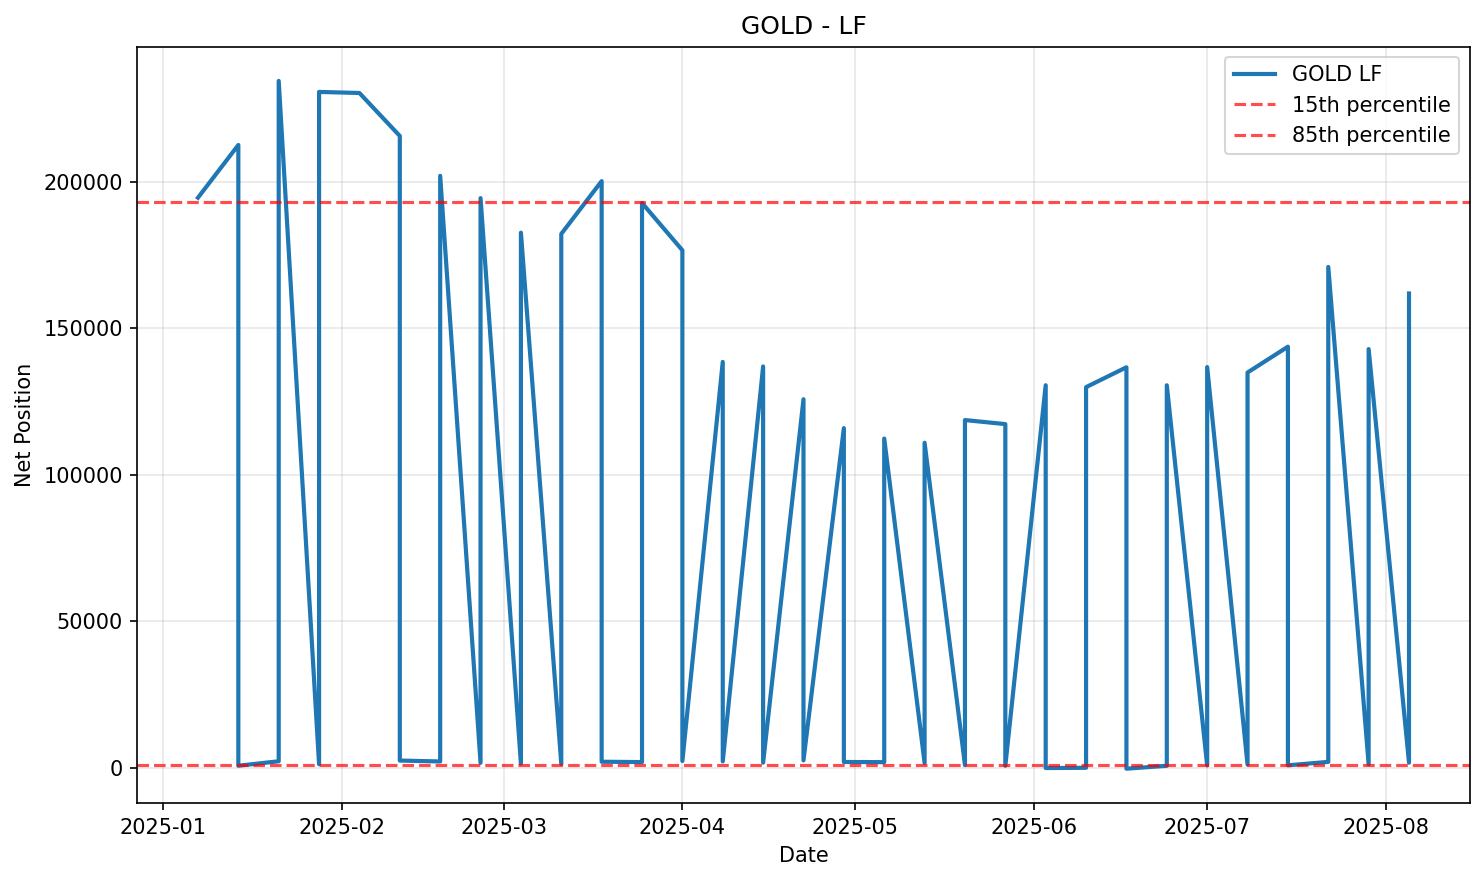 GOLD - LF
GOLD LF
15th percentile
85th percentile
Net Position
200000
150000
100000
50000
0
2025-01 2025-02 2025-03 2025-04 2025-05 2025-06 2025-07 2025-08
Date